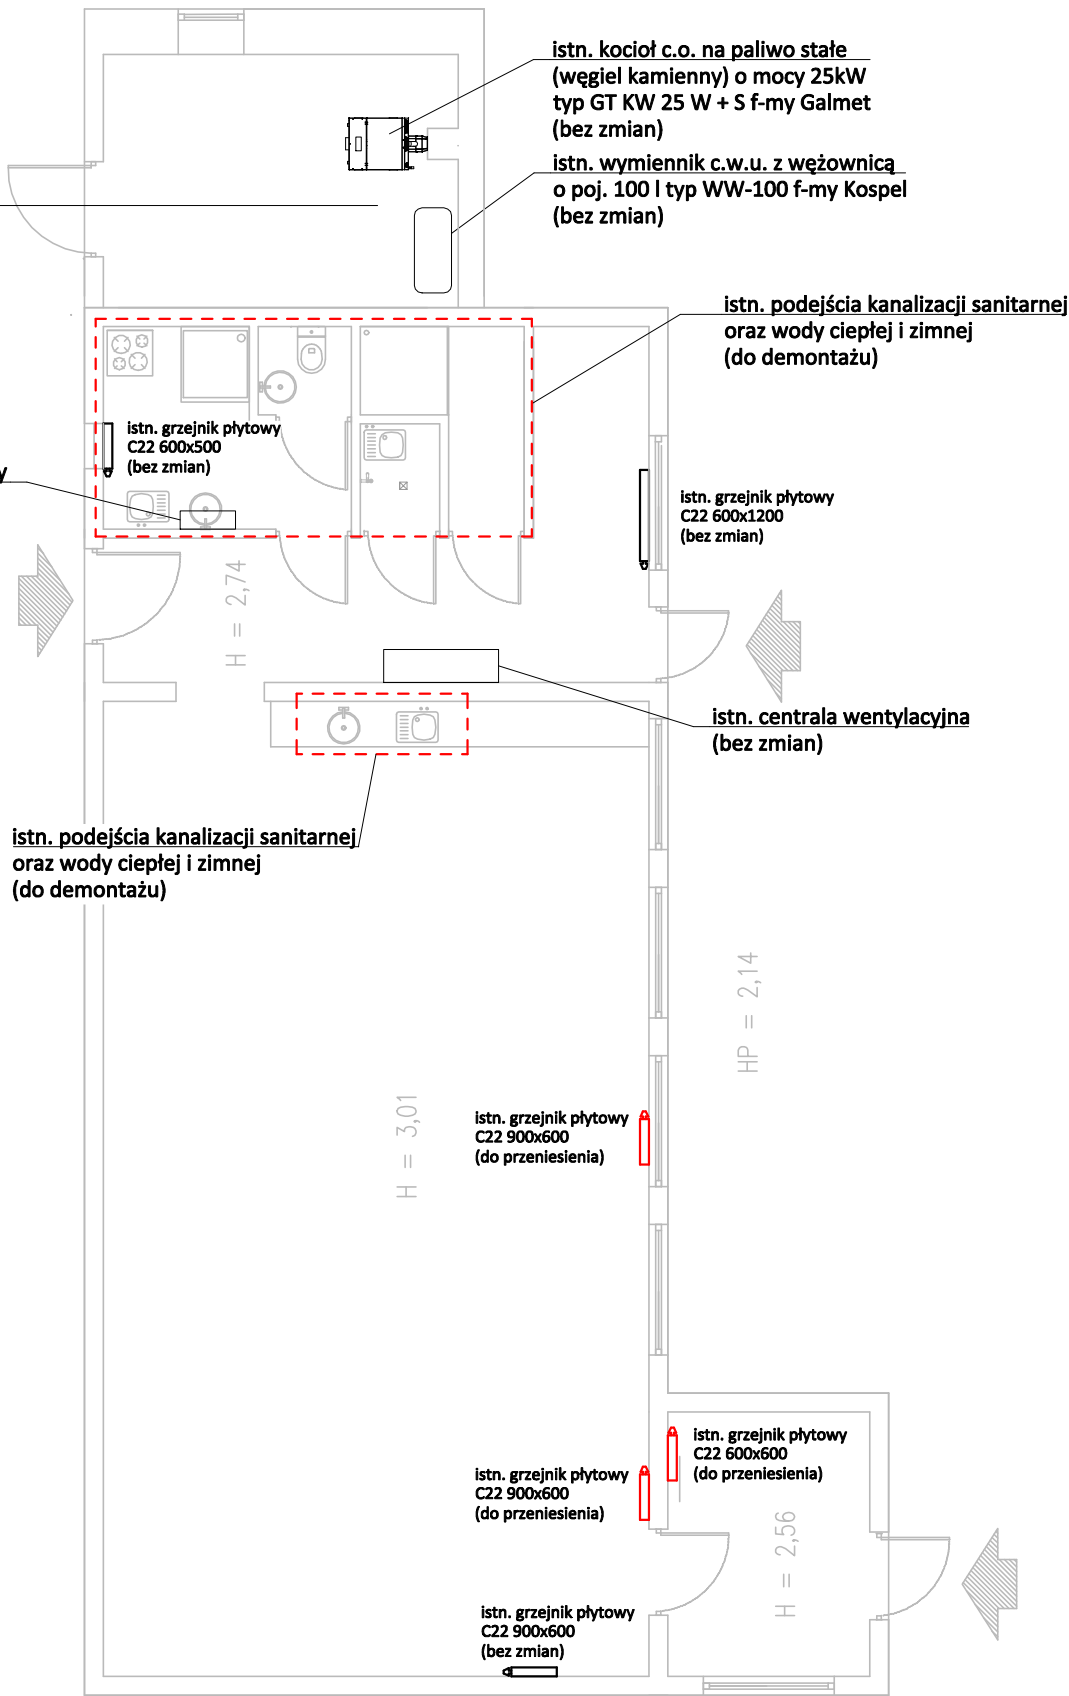 istn. kocioł c.o. na paliwo stałe
(węgiel kamienny) o mocy 25kW
typ GT KW 25 W + S f-my Galmet
(bez zmian)
istn. wymiennik c.w.u. z wężownicą
o poj. 100 l typ WW-100 f-my Kospel
(bez zmian)
istn. podejścia kanalizacji sanitarnej
oraz wody ciepłej i zimnej
(do demontażu)
istn. grzejnik płytowy
C22 600x500
(bez zmian)
y
istn. grzejnik płytowy
C22 600x1200
(bez zmian)
H = 2,74
istn. centrala wentylacyjna
(bez zmian)
istn. podejścia kanalizacji sanitarnej
oraz wody ciepłej i zimnej
(do demontażu)
HP = 2,14
H = 3,01
istn. grzejnik płytowy
C22 900x600
(do przeniesienia)
istn. grzejnik płytowy
C22 600x600
(do przeniesienia)
istn. grzejnik płytowy
C22 900x600
(do przeniesienia)
H = 2,56
istn. grzejnik płytowy
C22 900x600
(bez zmian)